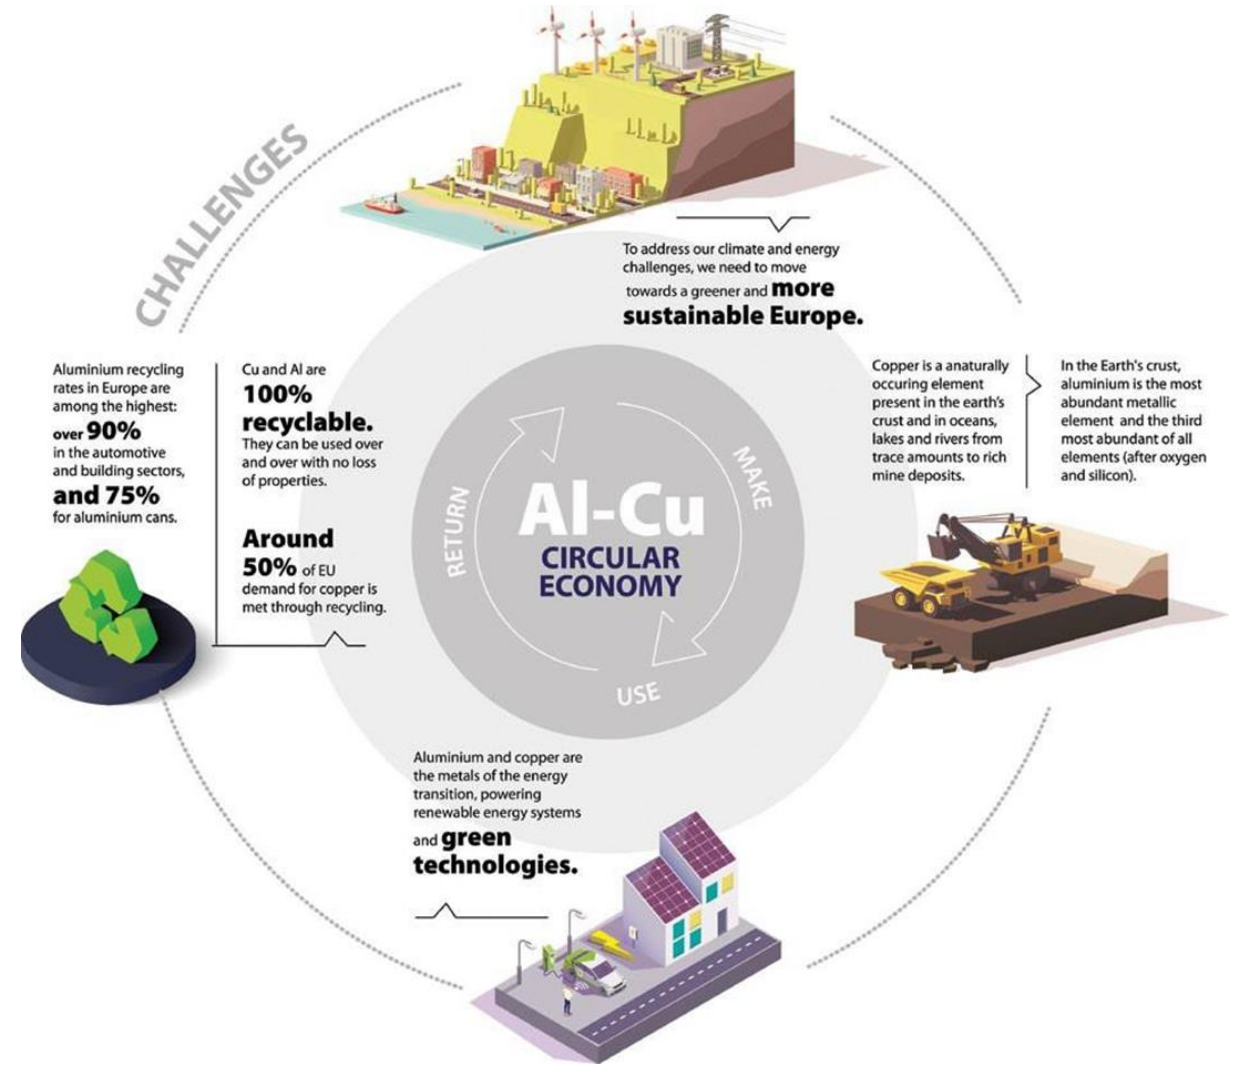 CHALLENGES
To address our climate and energy
challenges, we need to move
towards a greener and more
sustainable Europe.
Aluminium recycling
rates in Europe are
among the highest:
over 90%
in the automotive
and building sectors,
and 75%
for aluminium cans.
Cu and Al are
100%
recyclable.
They can be used over
and over with no loss
of properties.
Around
50% of EU
demand for copper is
met through recycling.
Al-Cu
CIRCULAR
ECONOMY
MAKE
USE
RETURN
Copper is a anaturally
occuring element
present in the earth's
crust and in oceans,
lakes and rivers from
trace amounts to rich
mine deposits.
In the Earth's crust,
aluminium is the most
abundant metallic
element and the third
most abundant of all
elements (after oxygen
and silicon).
Aluminium and copper are
the metals of the energy
transition, powering
renewable energy systems
and green
technologies.